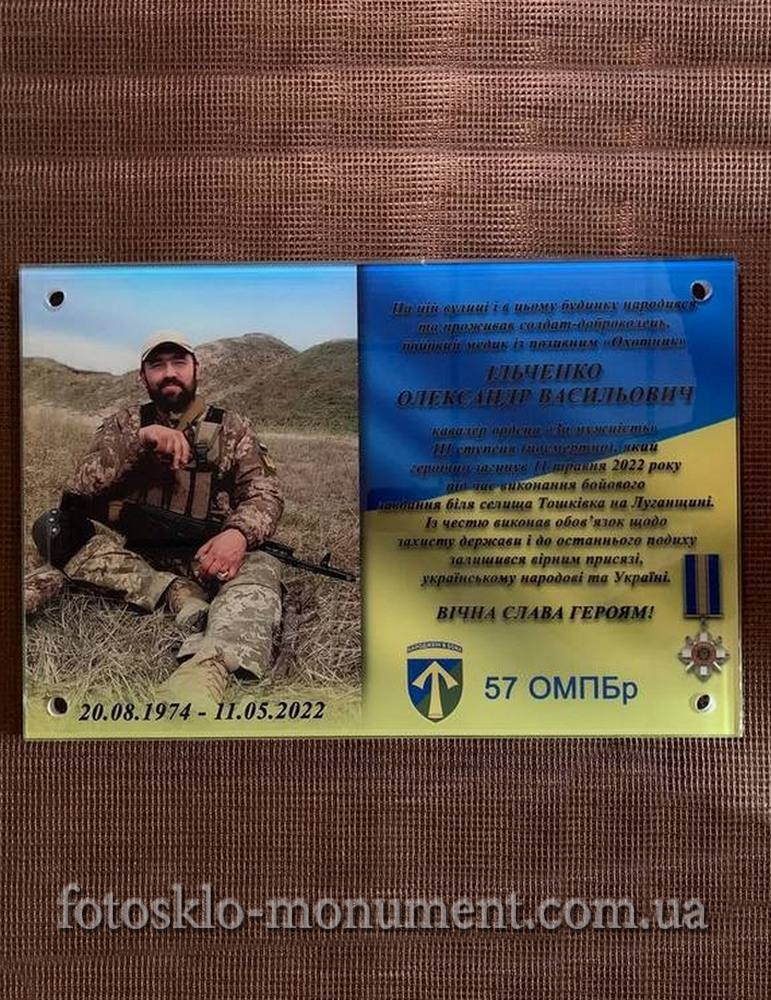 На цій вулиці і в цьому будинку народився
та проживав солдат-доброволець,
бойовий медик із позивним «Охотник»
ІЛЬЧЕНКО
ОЛЕКСАНДР ВАСИЛЬОВИЧ
кавалер ордена «За мужність»
ІІІ ступеня (посмертно), який
героїчно загинув 11 травня 2022 року
під час виконання бойового
завдання біля селища Тошківка на Луганщині.
Із честю виконав обов’язок щодо
захисту держави і до останнього подиху
залишився вірним присязі,
українському народові та Україні.
ВІЧНА СЛАВА ГЕРОЯМ!
НАРОДЖЕНІ В БОЮ
57 ОМПБр
20.08.1974 - 11.05.2022
fotosklo-monument.com.ua